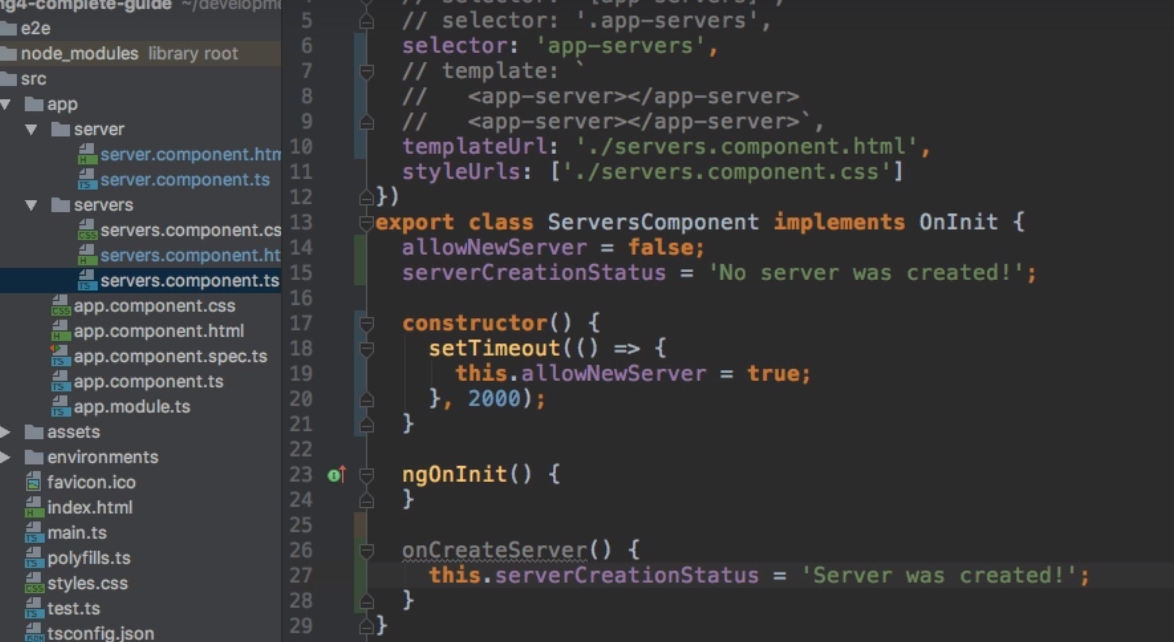 ng4-complete-guide ~/developme
e2e
node_modules library root
src
app
server
server.component.htm
server.component.ts
servers
servers.component.cs
servers.component.ht
servers.component.ts
app.component.css
app.component.html
app.component.spec.ts
app.component.ts
app.module.ts
assets
environments
favicon.ico
index.html
main.ts
polyfills.ts
styles.css
test.ts
tsconfig.json
4 // selector: '[app-servers]',
5 // selector: '.app-servers',
6 selector: 'app-servers',
7 // template: `
8 //   <app-server></app-server>
9 //   <app-server></app-server>`,
10 templateUrl: './servers.component.html',
11 styleUrls: ['./servers.component.css']
12 })
13 export class ServersComponent implements OnInit {
14 allowNewServer = false;
15 serverCreationStatus = 'No server was created!';
16
17 constructor() {
18 setTimeout(() => {
19 this.allowNewServer = true;
20 }, 2000);
21 }
22
23 ngOnInit() {
24 }
25
26 onCreateServer() {
27 this.serverCreationStatus = 'Server was created!';
28 }
29 }